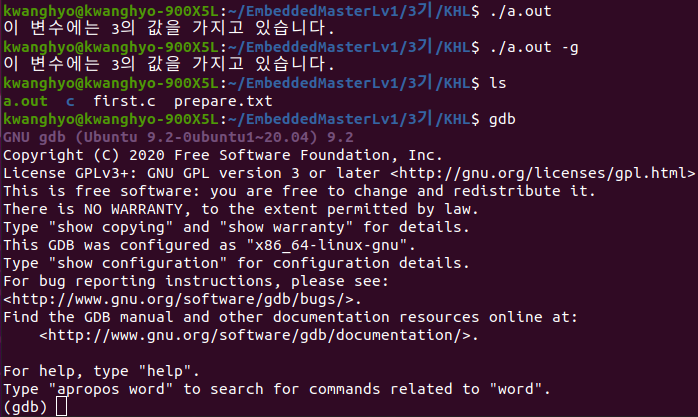 kwanghyo@kwanghyo-900X5L:~/EmbeddedMasterLv1/3기/KHL$ ./a.out
이 변수에는 3의 값을 가지고 있습니다.
kwanghyo@kwanghyo-900X5L:~/EmbeddedMasterLv1/3기/KHL$ ./a.out -g
이 변수에는 3의 값을 가지고 있습니다.
kwanghyo@kwanghyo-900X5L:~/EmbeddedMasterLv1/3기/KHL$ ls
a.out  c  first.c  prepare.txt
kwanghyo@kwanghyo-900X5L:~/EmbeddedMasterLv1/3기/KHL$ gdb
GNU gdb (Ubuntu 9.2-0ubuntu1~20.04) 9.2
Copyright (C) 2020 Free Software Foundation, Inc.
License GPLv3+: GNU GPL version 3 or later <http://gnu.org/licenses/gpl.html>
This is free software: you are free to change and redistribute it.
There is NO WARRANTY, to the extent permitted by law.
Type "show copying" and "show warranty" for details.
This GDB was configured as "x86_64-linux-gnu".
Type "show configuration" for configuration details.
For bug reporting instructions, please see:
<http://www.gnu.org/software/gdb/bugs/>.
Find the GDB manual and other documentation resources online at:
    <http://www.gnu.org/software/gdb/documentation/>.

For help, type "help".
Type "apropos word" to search for commands related to "word".
(gdb)